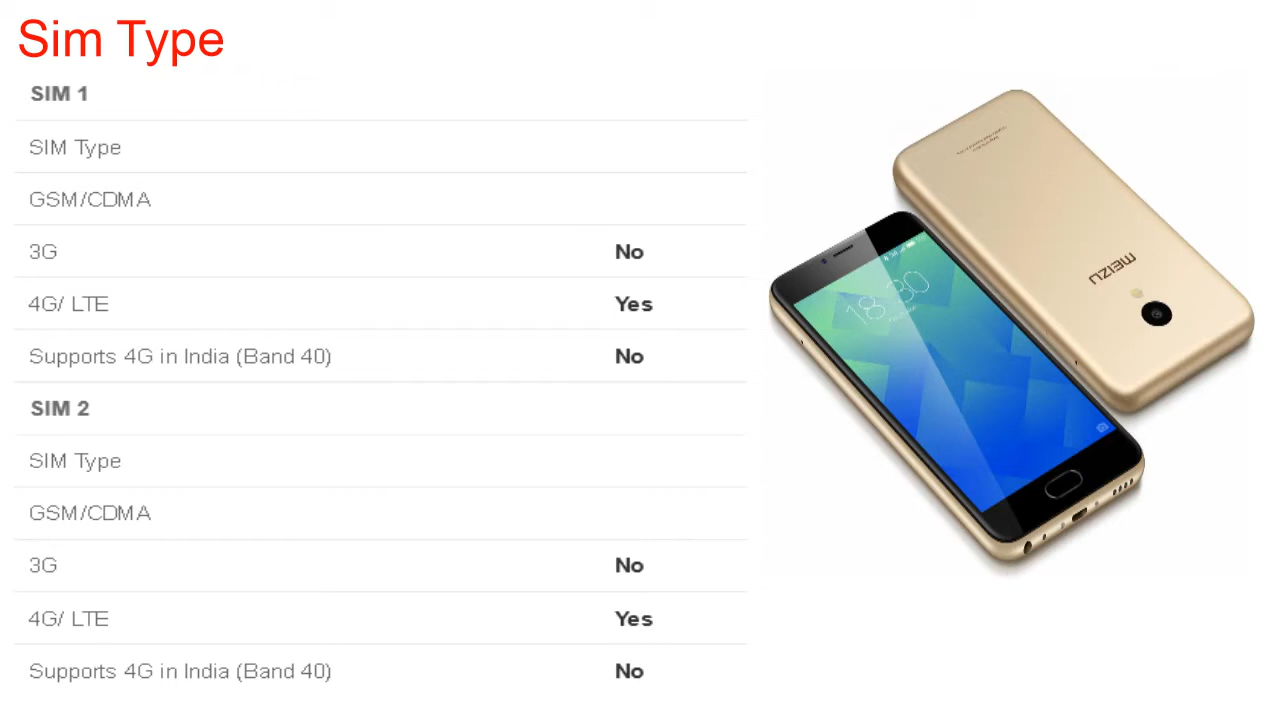 Sim Type
SIM 1
SIM Type
GSM/CDMA
3G No
4G/ LTE Yes
Supports 4G in India (Band 40) No
SIM 2
SIM Type
GSM/CDMA
3G No
4G/ LTE Yes
Supports 4G in India (Band 40) No
MEIZU
18:30